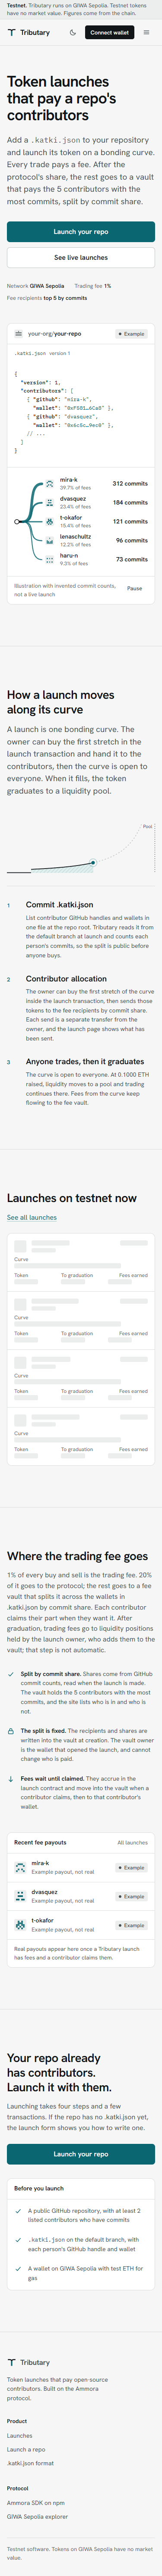 Testnet. Tributary runs on GIWA Sepolia. Testnet tokens
have no market value. Figures come from the chain.
Tributary
Connect wallet
Token launches
that pay a repo's
contributors
Add a .katki.json to your repository
and launch its token on a bonding curve.
Every trade pays a fee. After the
protocol's share, the rest goes to a vault
that pays the 5 contributors with the
most commits, split by commit share.
Launch your repo
See live launches
Network GIWA Sepolia Trading fee 1%
Fee recipients top 5 by commits
your-org/your-repo
Example
.katki.json version 1
{
"version": 1,
"contributors": [
{ "github": "mira-k",
{ "github": "dvasquez",
// ...
]
}
mira-k
39.7% of fees
312 commits
dvasquez
23.4% of fees
184 commits
t-okafor
15.4% of fees
121 commits
lenaschultz
12.2% of fees
96 commits
haru-n
9.3% of fees
73 commits
Illustration with invented commit counts,
not a live launch
Pause
How a launch moves
along its curve
A launch is one bonding curve. The
owner can buy the first stretch in the
launch transaction and hand it to the
contributors, then the curve is open to
everyone. When it fills, the token
graduates to a liquidity pool.
Pool
1
Commit .katki.json
List contributor GitHub handles and wallets in
one file at the repo root. Tributary reads it from
the default branch at launch and counts each
person's commits, so the split is public before
anyone buys.
2
Contributor allocation
The owner can buy the first stretch of the curve
inside the launch transaction, then sends those
tokens to the fee recipients by commit share.
Each send is a separate transfer from the
owner, and the launch page shows what has
been sent.
3
Anyone trades, then it graduates
The curve is open to everyone. At 0.1000 ETH
raised, liquidity moves to a pool and trading
continues there. Fees from the curve keep
flowing to the fee vault.
Launches on testnet now
See all launches
Curve
Token To graduation Fees earned
Curve
Token To graduation Fees earned
Curve
Token To graduation Fees earned
Curve
Token To graduation Fees earned
Where the trading fee goes
1% of every buy and sell is the trading fee. 20%
of it goes to the protocol; the rest goes to a fee
vault that splits it across the wallets in
.katki.json by commit share. Each contributor
claims their part when they want it. After
graduation, trading fees go to liquidity positions
held by the launch owner, who adds them to the
vault; that step is not automatic.
Split by commit share. Shares come from GitHub
commit counts, read when the launch is made.
The vault holds the 5 contributors with the most
commits, and the site lists who is in and who is
not.
The split is fixed. The recipients and shares are
written into the vault at creation. The vault owner
is the wallet that opened the launch, and cannot
change who is paid.
Fees wait until claimed. They accrue in the
launch contract and move into the vault when a
contributor claims, then to that contributor's
wallet.
Recent fee payouts
All launches
mira-k
Example payout, not real
Example
dvasquez
Example payout, not real
Example
t-okafor
Example payout, not real
Example
Real payouts appear here once a Tributary launch
has fees and a contributor claims them.
Your repo already
has contributors.
Launch it with them.
Launching takes four steps and a few
transactions. If the repo has no .katki.json yet,
the launch form shows you how to write one.
Launch your repo
Before you launch
A public GitHub repository, with at least 2
listed contributors who have commits
.katki.json on the default branch, with
each person's GitHub handle and wallet
A wallet on GIWA Sepolia with test ETH for
gas
Tributary
Token launches that pay open-source
contributors. Built on the Ammora
protocol.
Product
Launches
Launch a repo
.katki.json format
Protocol
Ammora SDK on npm
GIWA Sepolia explorer
Testnet software. Tokens on GIWA Sepolia have no market
value.